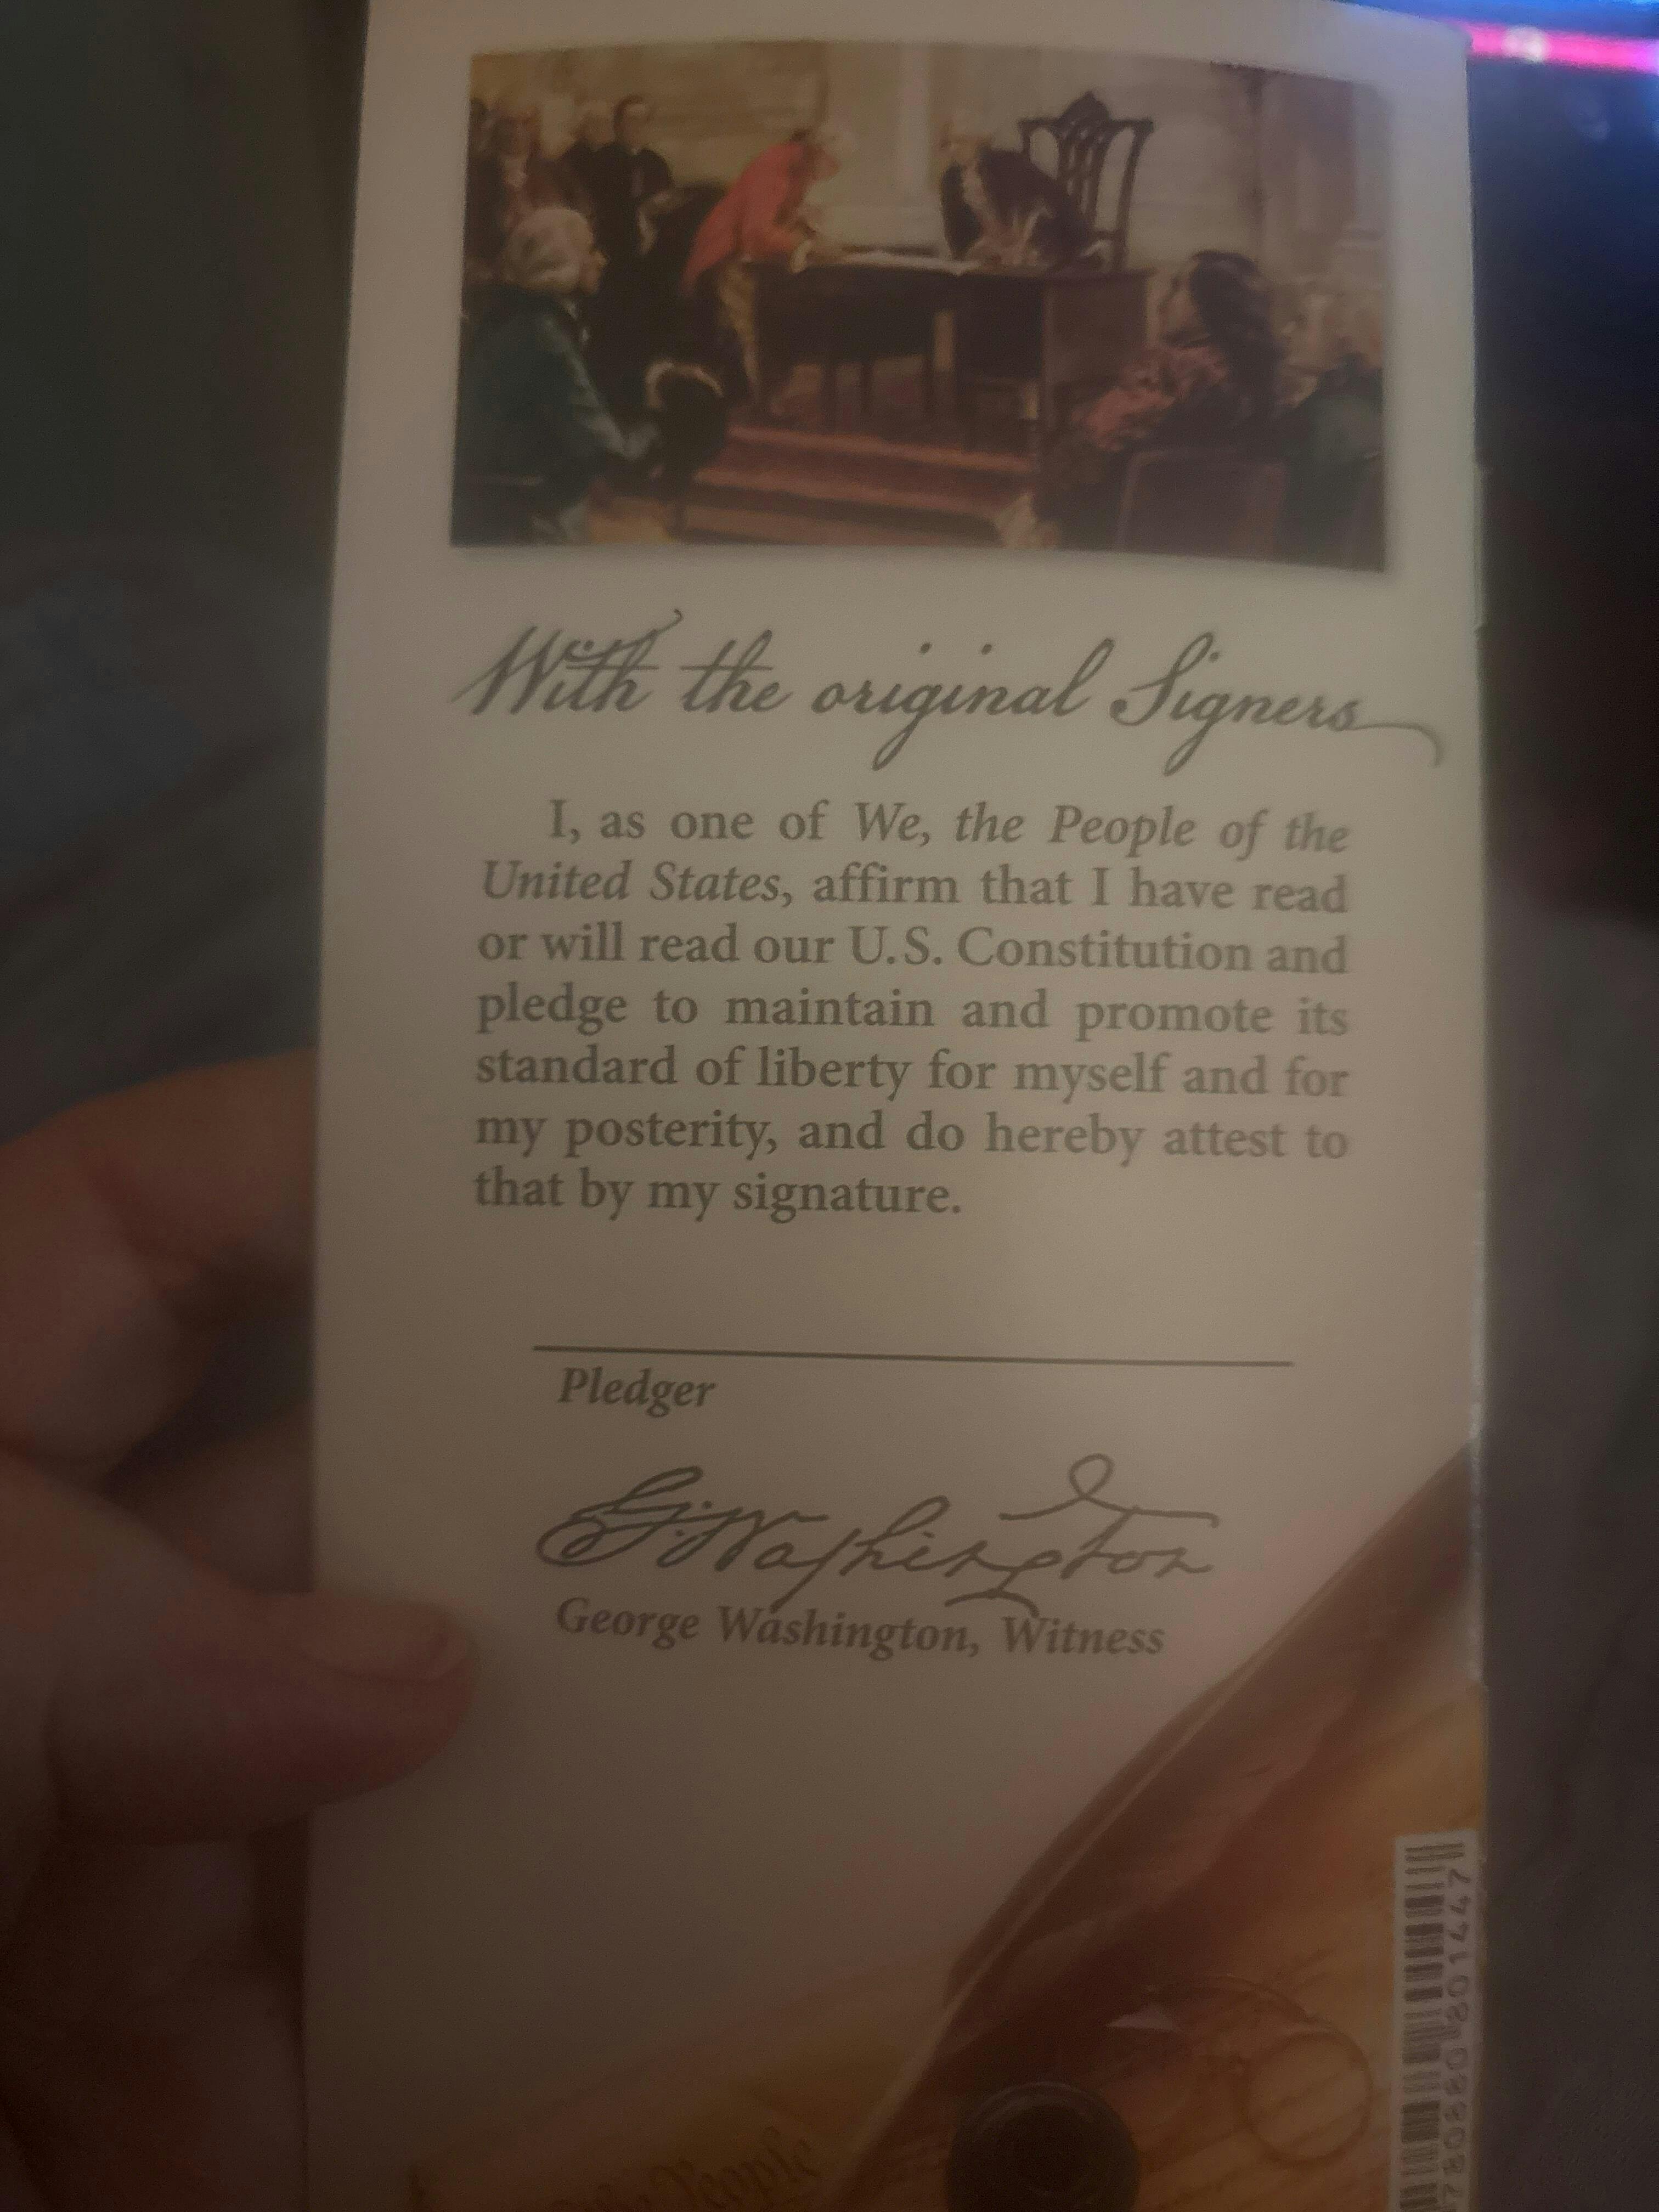 With the original Signers
I, as one of We, the People of the
United States, affirm that I have read
or will read our U.S. Constitution and
pledge to maintain and promote its
standard of liberty for myself and for
my posterity, and do hereby attest to
that by my signature.
Pledger
G. Washington
George Washington, Witness
People
780880801447